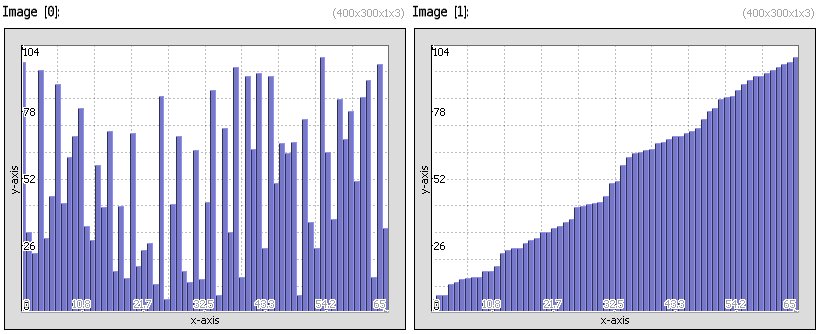 Image [0]: (400x300x1x3) Image [1]: (400x300x1x3)
104 104
78 78
y-axis y-axis
52 52
26 26
0 10.8 21.7 32.5 43.3 54.2 65 0 10.8 21.7 32.5 43.3 54.2 65
x-axis x-axis